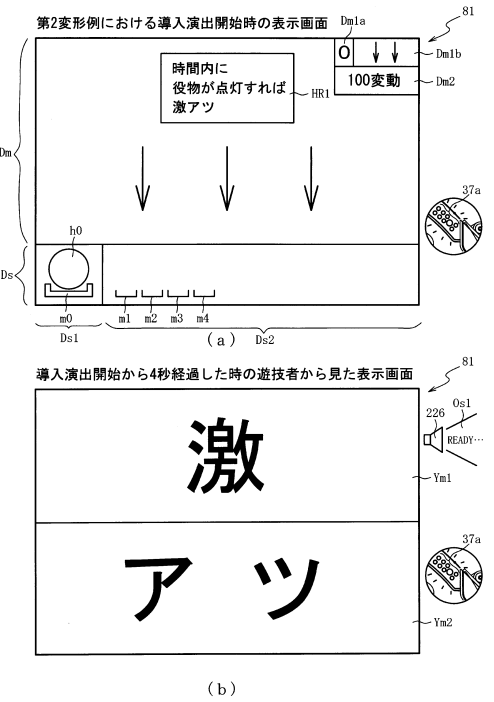 第2変形例における導入演出開始時の表示画面
81
Dm1a
0
Dm1b
時間内に
役物が点灯すれば
激アツ
HR1
100変動
Dm2
Dm
37a
h0
Ds
m0
m1
m2
m3
m4
Ds1
Ds2
(a)
導入演出開始から4秒経過した時の遊技者から見た表示画面
81
Os1
226
READY…
激
Ym1
37a
アツ
Ym2
(b)